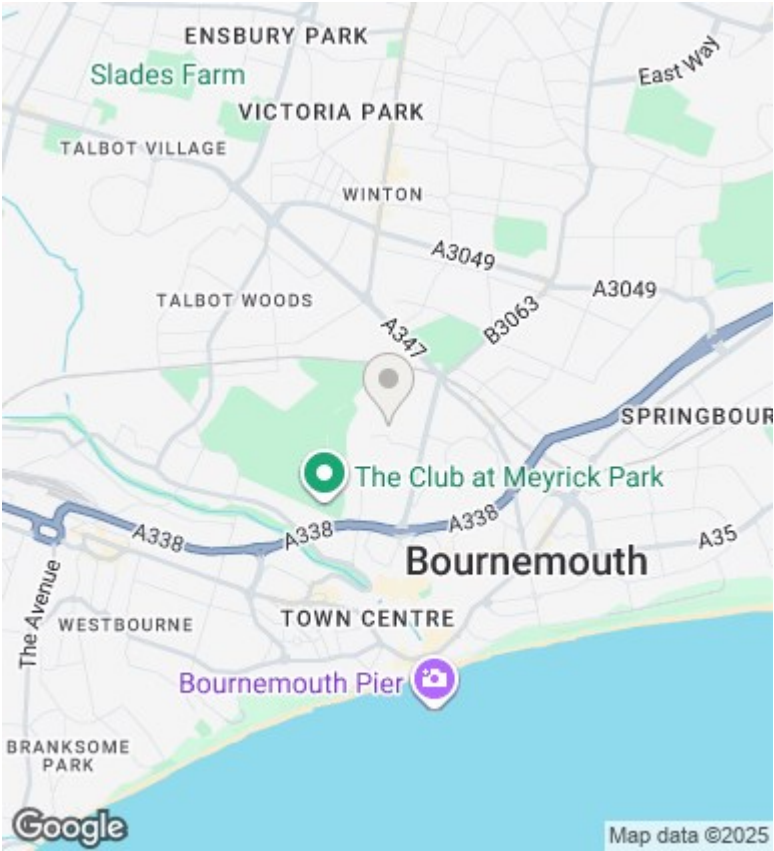 ENSBURY PARK
Slades Farm
East Way
VICTORIA PARK
TALBOT VILLAGE
WINTON
A3049
A3049
TALBOT WOODS
A347
B3063
SPRINGBOUR
The Club at Meyrick Park
A338
A338
A338
A35
Bournemouth
The Avenue
TOWN CENTRE
WESTBOURNE
Bournemouth Pier
BRANKSOME
PARK
Google
Map data ©2025